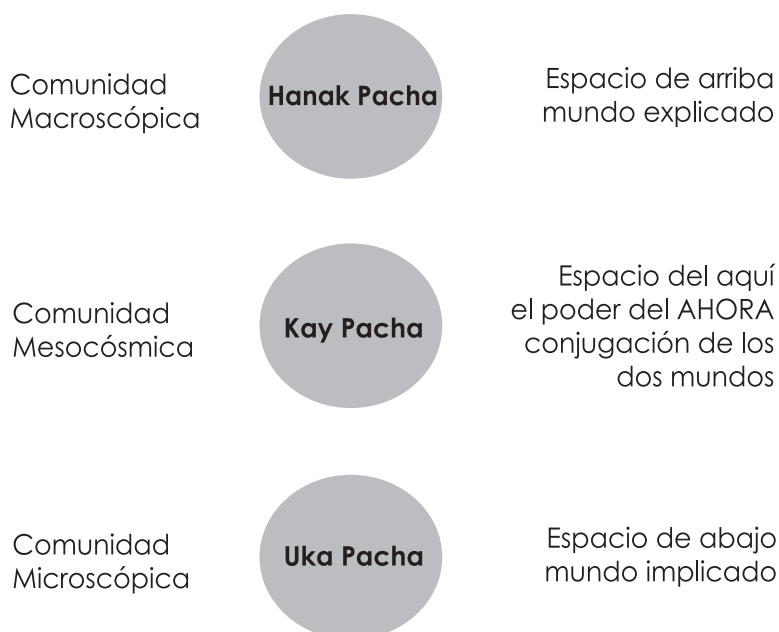 Comunidad
Macroscópica
Hanak Pacha
Espacio de arriba
mundo explicado
Comunidad
Mesocósmica
Kay Pacha
Espacio del aquí
el poder del AHORA
conjugación de los
dos mundos
Comunidad
Microscópica
Uka Pacha
Espacio de abajo
mundo implicado